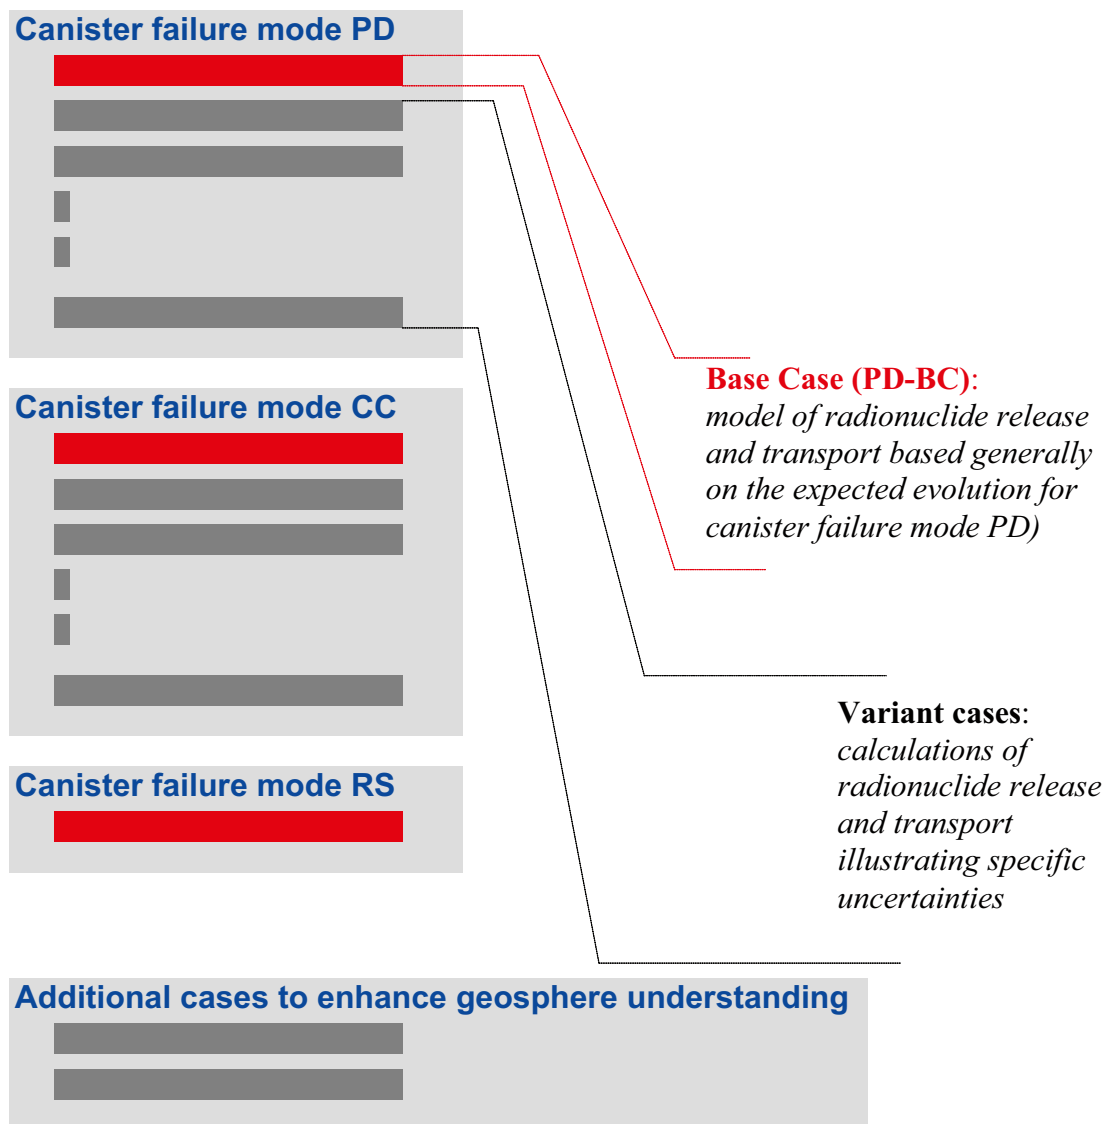 Canister failure mode PD
Base Case (PD-BC):
model of radionuclide release
and transport based generally
on the expected evolution for
canister failure mode PD)
Canister failure mode CC
Variant cases:
calculations of
radionuclide release
and transport
illustrating specific
uncertainties
Canister failure mode RS
Additional cases to enhance geosphere understanding